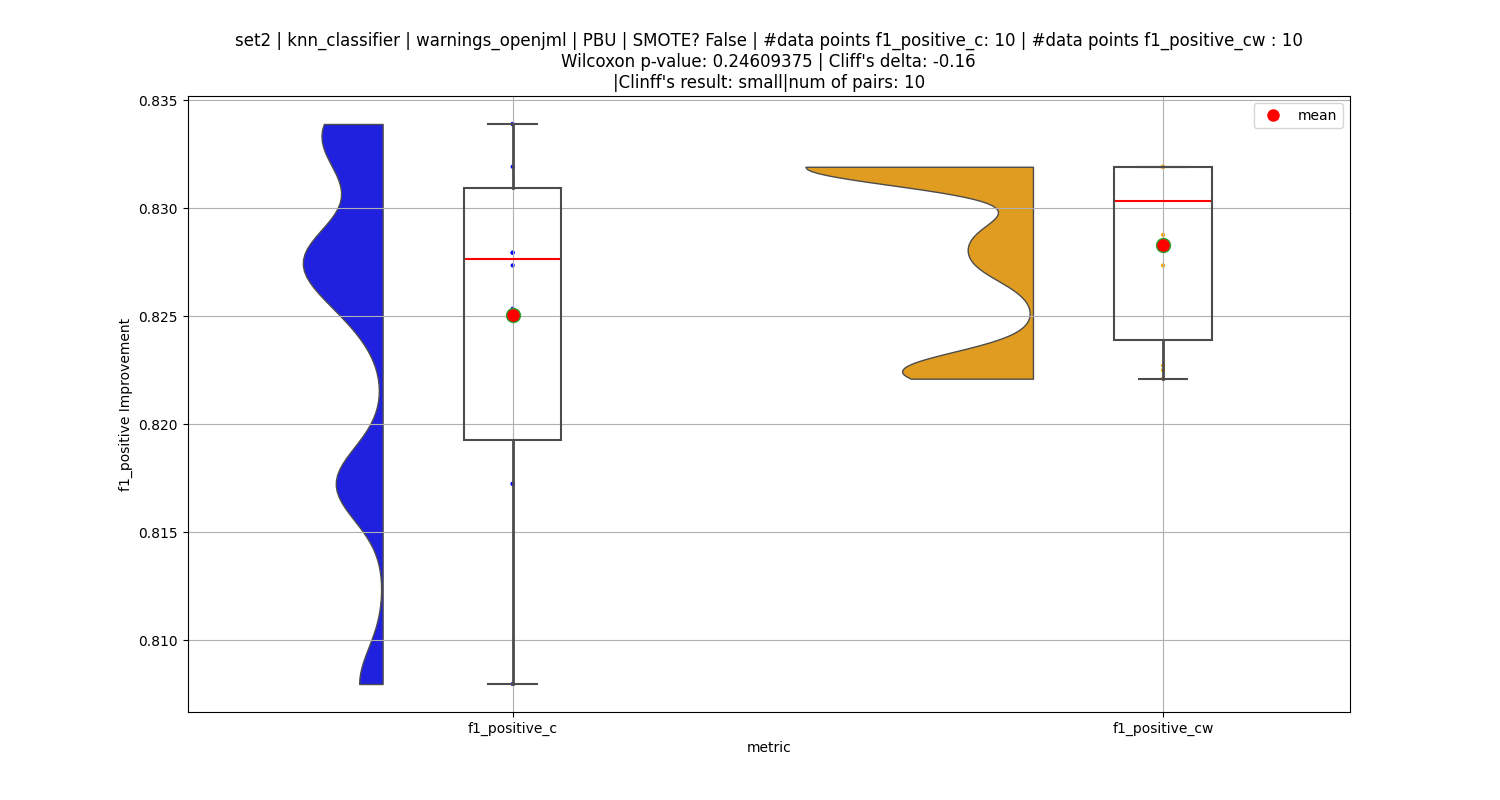 set2 | knn_classifier | warnings_openjml | PBU | SMOTE? False | #data points f1_positive_c: 10 | #data points f1_positive_cw : 10
Wilcoxon p-value: 0.24609375 | Cliff's delta: -0.16
|Clinff's result: small|num of pairs: 10
mean
0.835
0.830
0.825
0.820
0.815
0.810
f1_positive Improvement
f1_positive_c
f1_positive_cw
metric